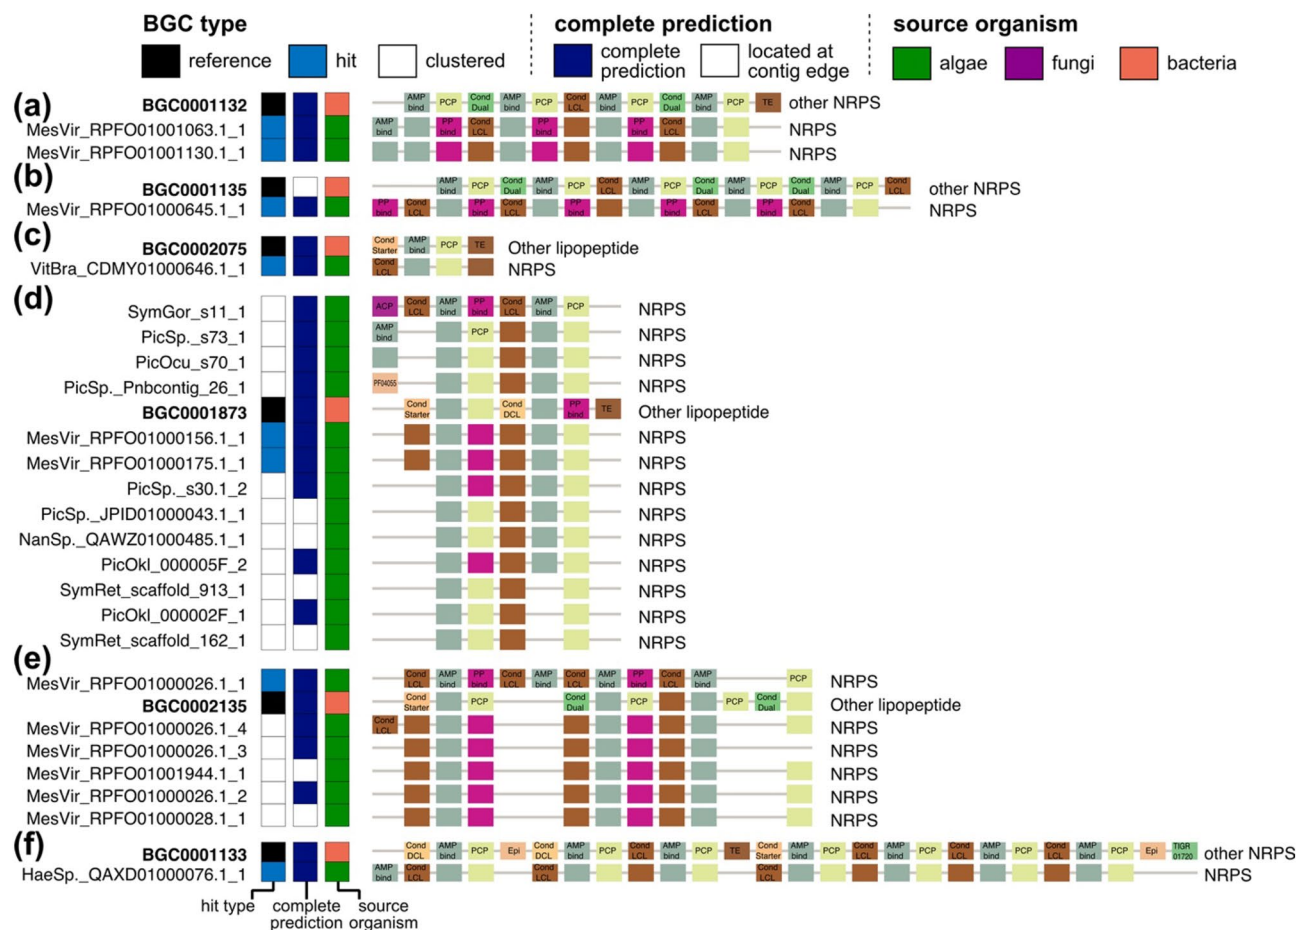 BGC type
complete prediction
source organism
reference
hit
clustered
complete
prediction
located at
contig edge
algae
fungi
bacteria
(a)
BGC0001132 AMP bind PCP Cond Dual AMP bind PCP Cond LCL AMP bind PCP Cond Dual AMP bind PCP TE other NRPS
MesVir_RPFO01001063.1_1 AMP bind PP bind Cond LCL PP bind PP bind Cond LCL NRPS
MesVir_RPFO01001130.1_1 NRPS
(b)
BGC0001135 AMP bind PCP Cond Dual AMP bind PCP Cond LCL AMP bind PCP Cond Dual AMP bind PCP Cond Dual AMP bind PCP Cond LCL other NRPS
MesVir_RPFO01000645.1_1 PP bind Cond LCL PP bind Cond LCL PP bind PP bind Cond LCL PP bind Cond LCL NRPS
(c)
BGC0002075 Cond Starter AMP bind PCP TE Other lipopeptide
VitBra_CDMY01000646.1_1 Cond LCL NRPS
(d)
SymGor_s11_1 ACP Cond LCL AMP bind PP bind Cond LCL AMP bind PCP NRPS
PicSp._s73_1 AMP bind PCP NRPS
PicOcu_s70_1 NRPS
PicSp._Pnbcontig_26_1 PF04055 NRPS
BGC0001873 Cond Starter Cond DCL PP bind TE Other lipopeptide
MesVir_RPFO01000156.1_1 NRPS
MesVir_RPFO01000175.1_1 NRPS
PicSp._s30.1_2 NRPS
PicSp._JPID01000043.1_1 NRPS
NanSp._QAWZ01000485.1_1 NRPS
PicOkl_000005F_2 NRPS
SymRet_scaffold_913_1 NRPS
PicOkl_000002F_1 NRPS
SymRet_scaffold_162_1 NRPS
(e)
MesVir_RPFO01000026.1_1 Cond LCL AMP bind PP bind Cond LCL AMP bind Cond LCL AMP bind PP bind Cond LCL AMP bind PCP NRPS
BGC0002135 Cond Starter PCP Cond Dual PCP PCP Cond Dual Other lipopeptide
MesVir_RPFO01000026.1_4 Cond LCL NRPS
MesVir_RPFO01000026.1_3 NRPS
MesVir_RPFO01001944.1_1 NRPS
MesVir_RPFO01000026.1_2 NRPS
MesVir_RPFO01000028.1_1 NRPS
(f)
BGC0001133 Cond DCL AMP bind PCP Epi Cond DCL AMP bind PCP Cond LCL AMP bind PCP TE Cond Starter AMP bind PCP Cond LCL AMP bind PCP Cond LCL AMP bind PCP Cond LCL AMP bind PCP Epi TIGR 01720 other NRPS
HaeSp._QAXD01000076.1_1 AMP bind Cond LCL Cond LCL Cond LCL NRPS
hit type
complete
prediction
source
organism